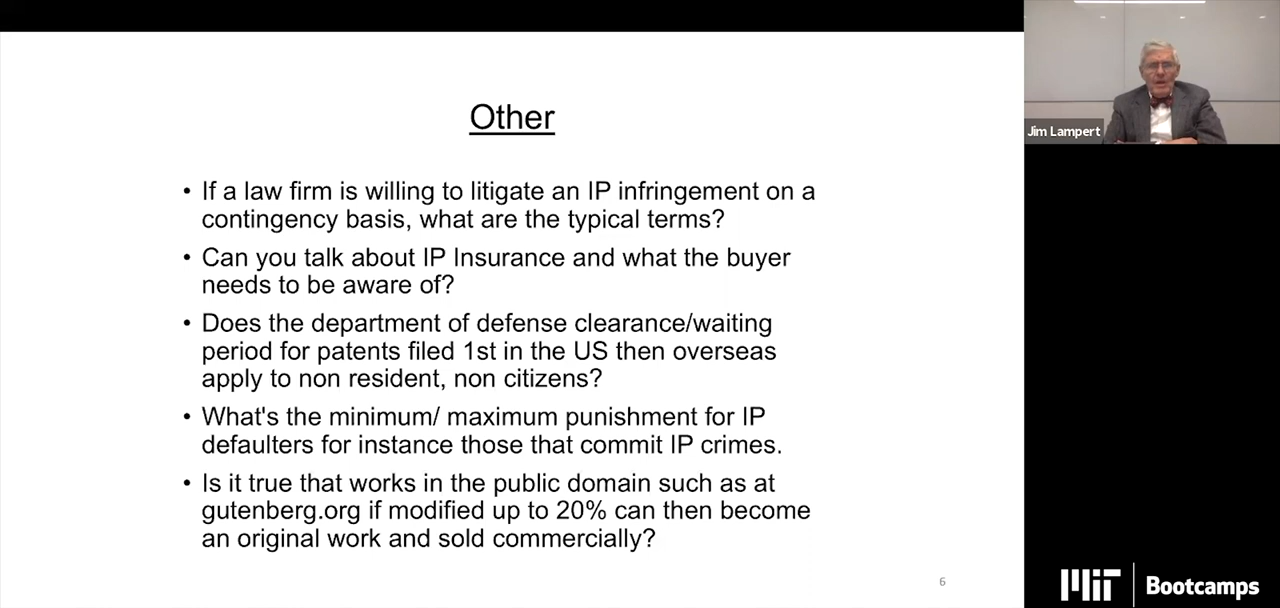 Other
• If a law firm is willing to litigate an IP infringement on a
contingency basis, what are the typical terms?
• Can you talk about IP Insurance and what the buyer
needs to be aware of?
• Does the department of defense clearance/waiting
period for patents filed 1st in the US then overseas
apply to non resident, non citizens?
• What's the minimum/ maximum punishment for IP
defaulters for instance those that commit IP crimes.
• Is it true that works in the public domain such as at
gutenberg.org if modified up to 20% can then become
an original work and sold commercially?
6
Jim Lampert
MIT Bootcamps